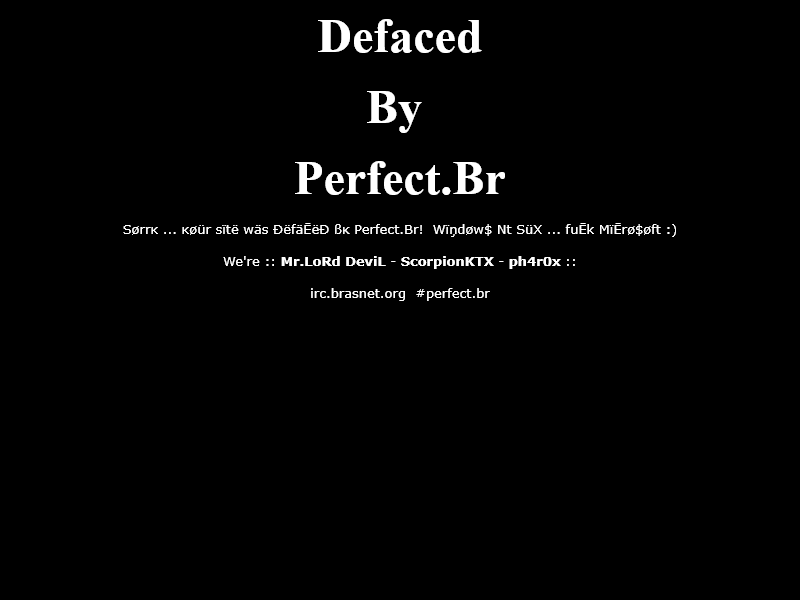 Defaced
By
Perfect.Br
Sørrĸ ... ĸøür sïtë wäs ÐëfäĒëÐ ßĸ Perfect.Br!  Wïŋdøw$ Nt SüX ... fuĒk MïĒrø$øft :)
We're :: Mr.LoRd DeviL - ScorpionKTX - ph4r0x ::
irc.brasnet.org  #perfect.br